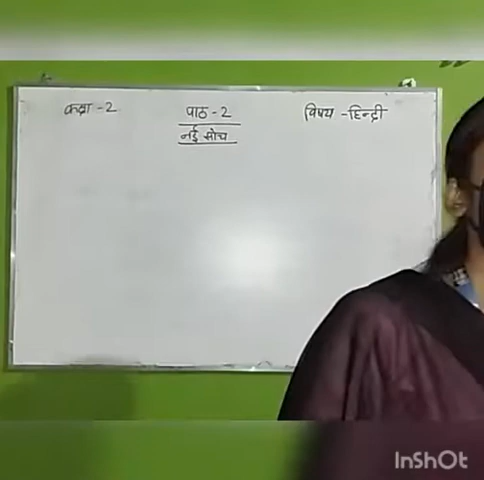 कक्षा - 2
पाठ - 2
विषय - हिन्दी
नई सोच
InShOt